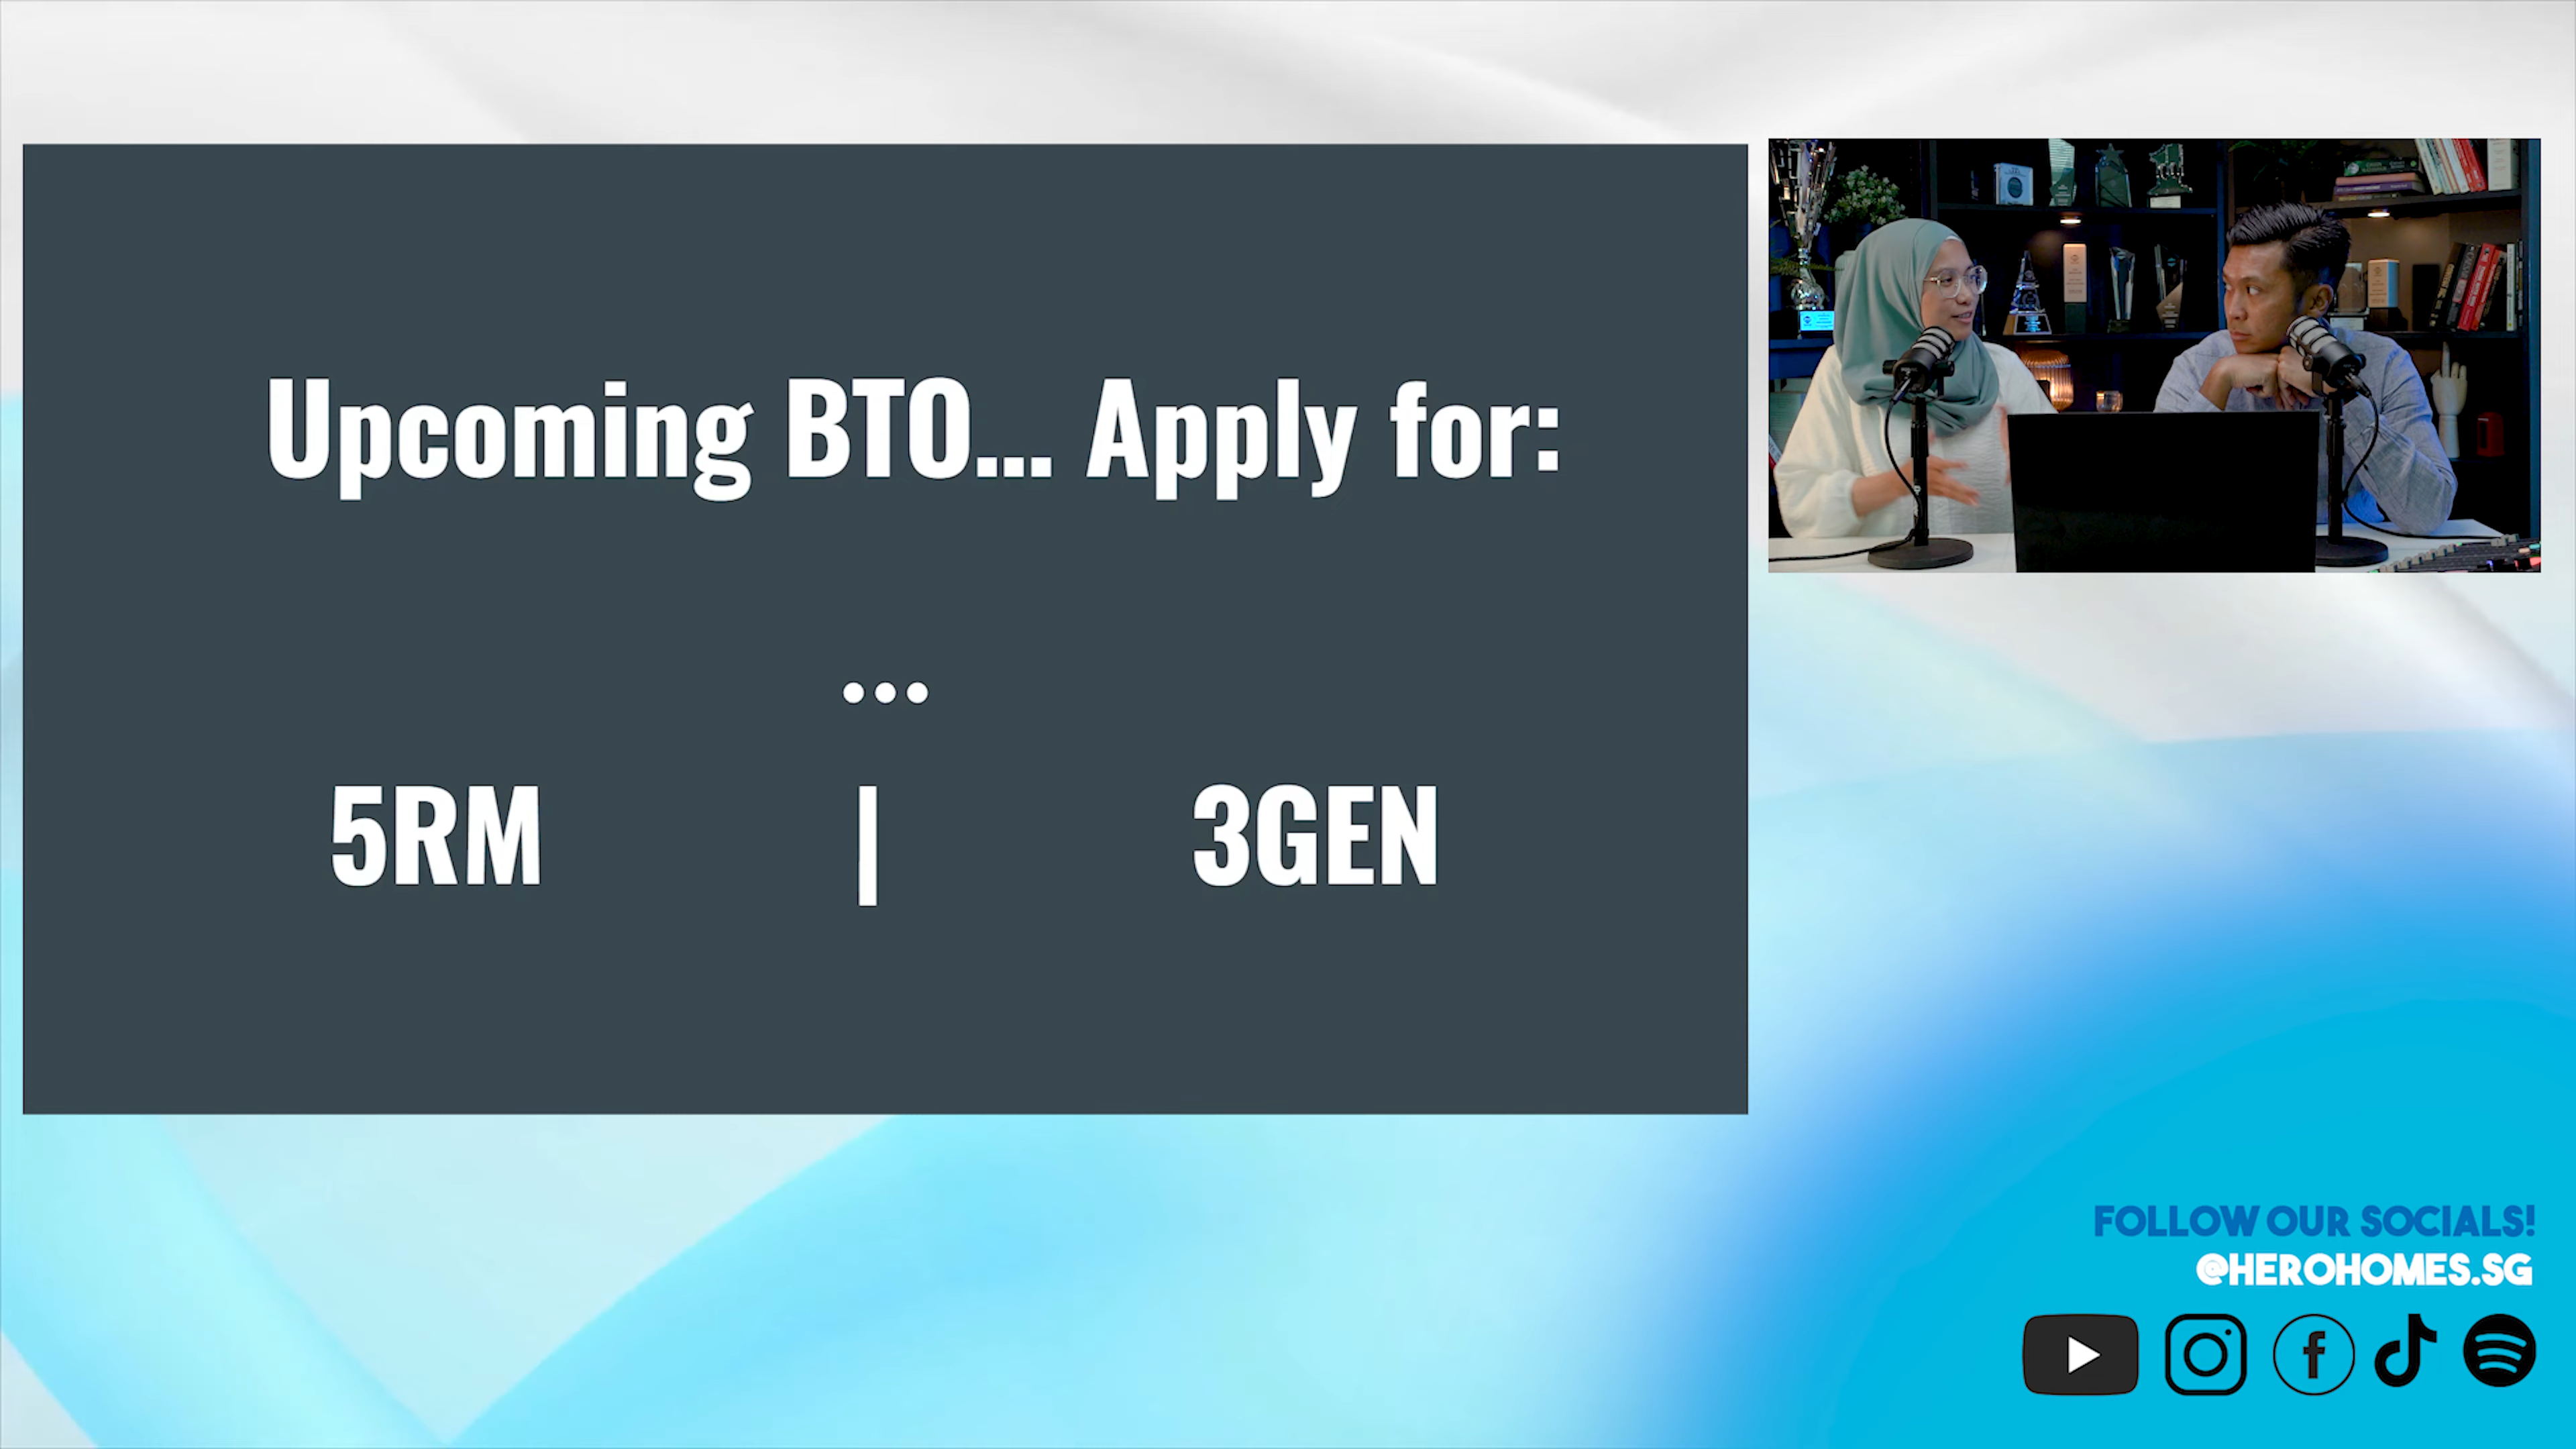 Upcoming BTO... Apply for:
...
5RM | 3GEN
FOLLOW OUR SOCIALS!
@HEROHOMES.SG